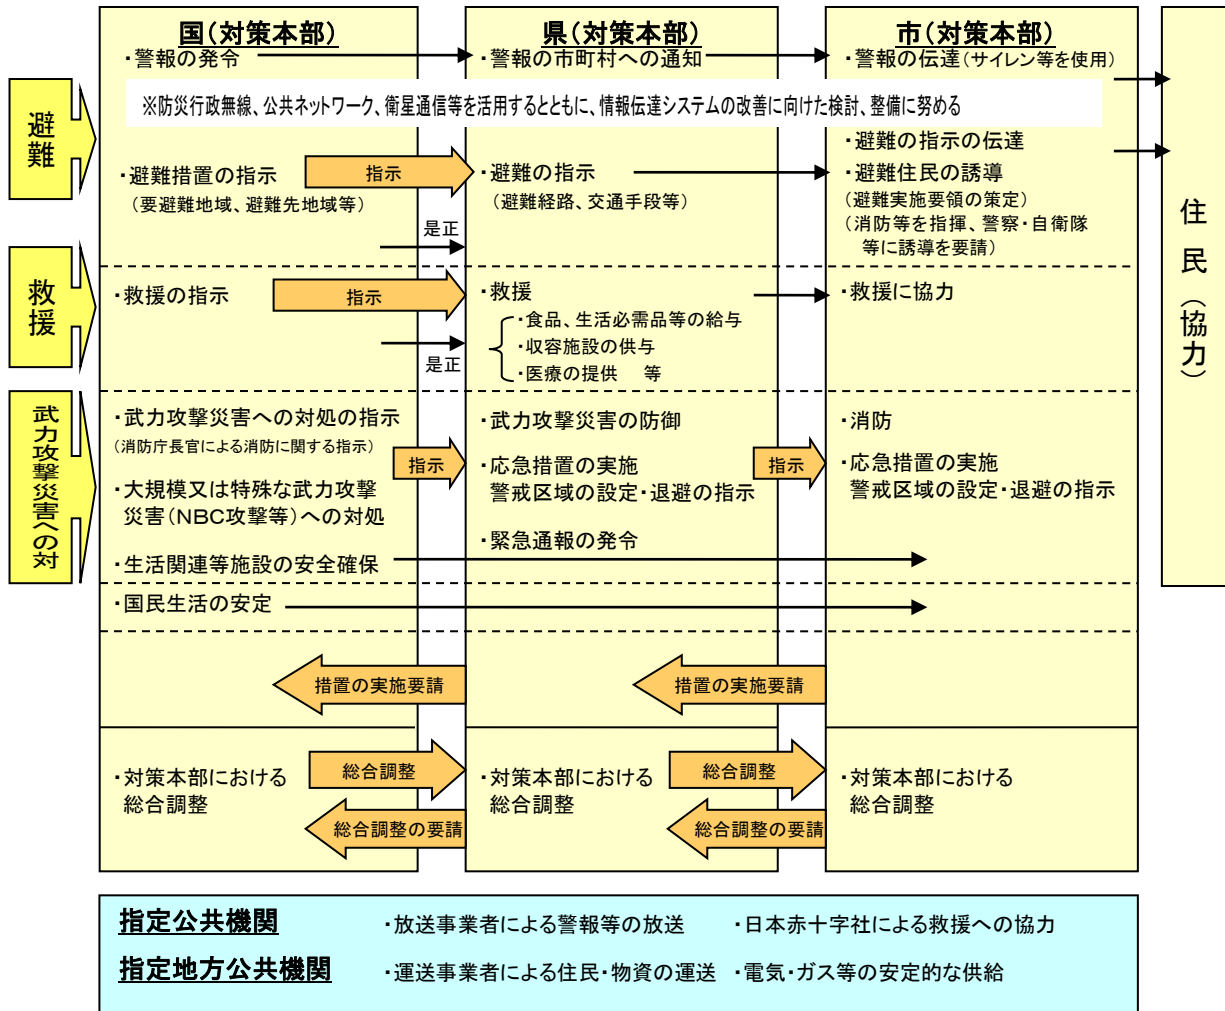 国(対策本部)
県(対策本部)
市(対策本部)
・警報の発令
・警報の市町村への通知
・警報の伝達(サイレン等を使用)
※防災行政無線、公共ネットワーク、衛星通信等を活用するとともに、情報伝達システムの改善に向けた検討、整備に努める
避難
・避難措置の指示
(要避難地域、避難先地域等)
指示
是正
・避難の指示
(避難経路、交通手段等)
・避難の指示の伝達
・避難住民の誘導
(避難実施要領の策定)
(消防等を指揮、警察・自衛隊
等に誘導を要請)
住民(協力)
救援
・救援の指示
指示
是正
・救援
・食品、生活必需品等の給与
・収容施設の供与
・医療の提供 等
・救援に協力
武力攻撃災害への対
・武力攻撃災害への対処の指示
(消防庁長官による消防に関する指示)
・大規模又は特殊な武力攻撃
災害(NBC攻撃等)への対処
・生活関連等施設の安全確保
指示
・武力攻撃災害の防御
・応急措置の実施
警戒区域の設定・退避の指示
・緊急通報の発令
指示
・消防
・応急措置の実施
警戒区域の設定・退避の指示
・国民生活の安定
措置の実施要請
措置の実施要請
・対策本部における
総合調整
総合調整
総合調整の要請
・対策本部における
総合調整
総合調整
総合調整の要請
・対策本部における
総合調整
指定公共機関
・放送事業者による警報等の放送
・日本赤十字社による救援への協力
指定地方公共機関
・運送事業者による住民・物資の運送
・電気・ガス等の安定的な供給